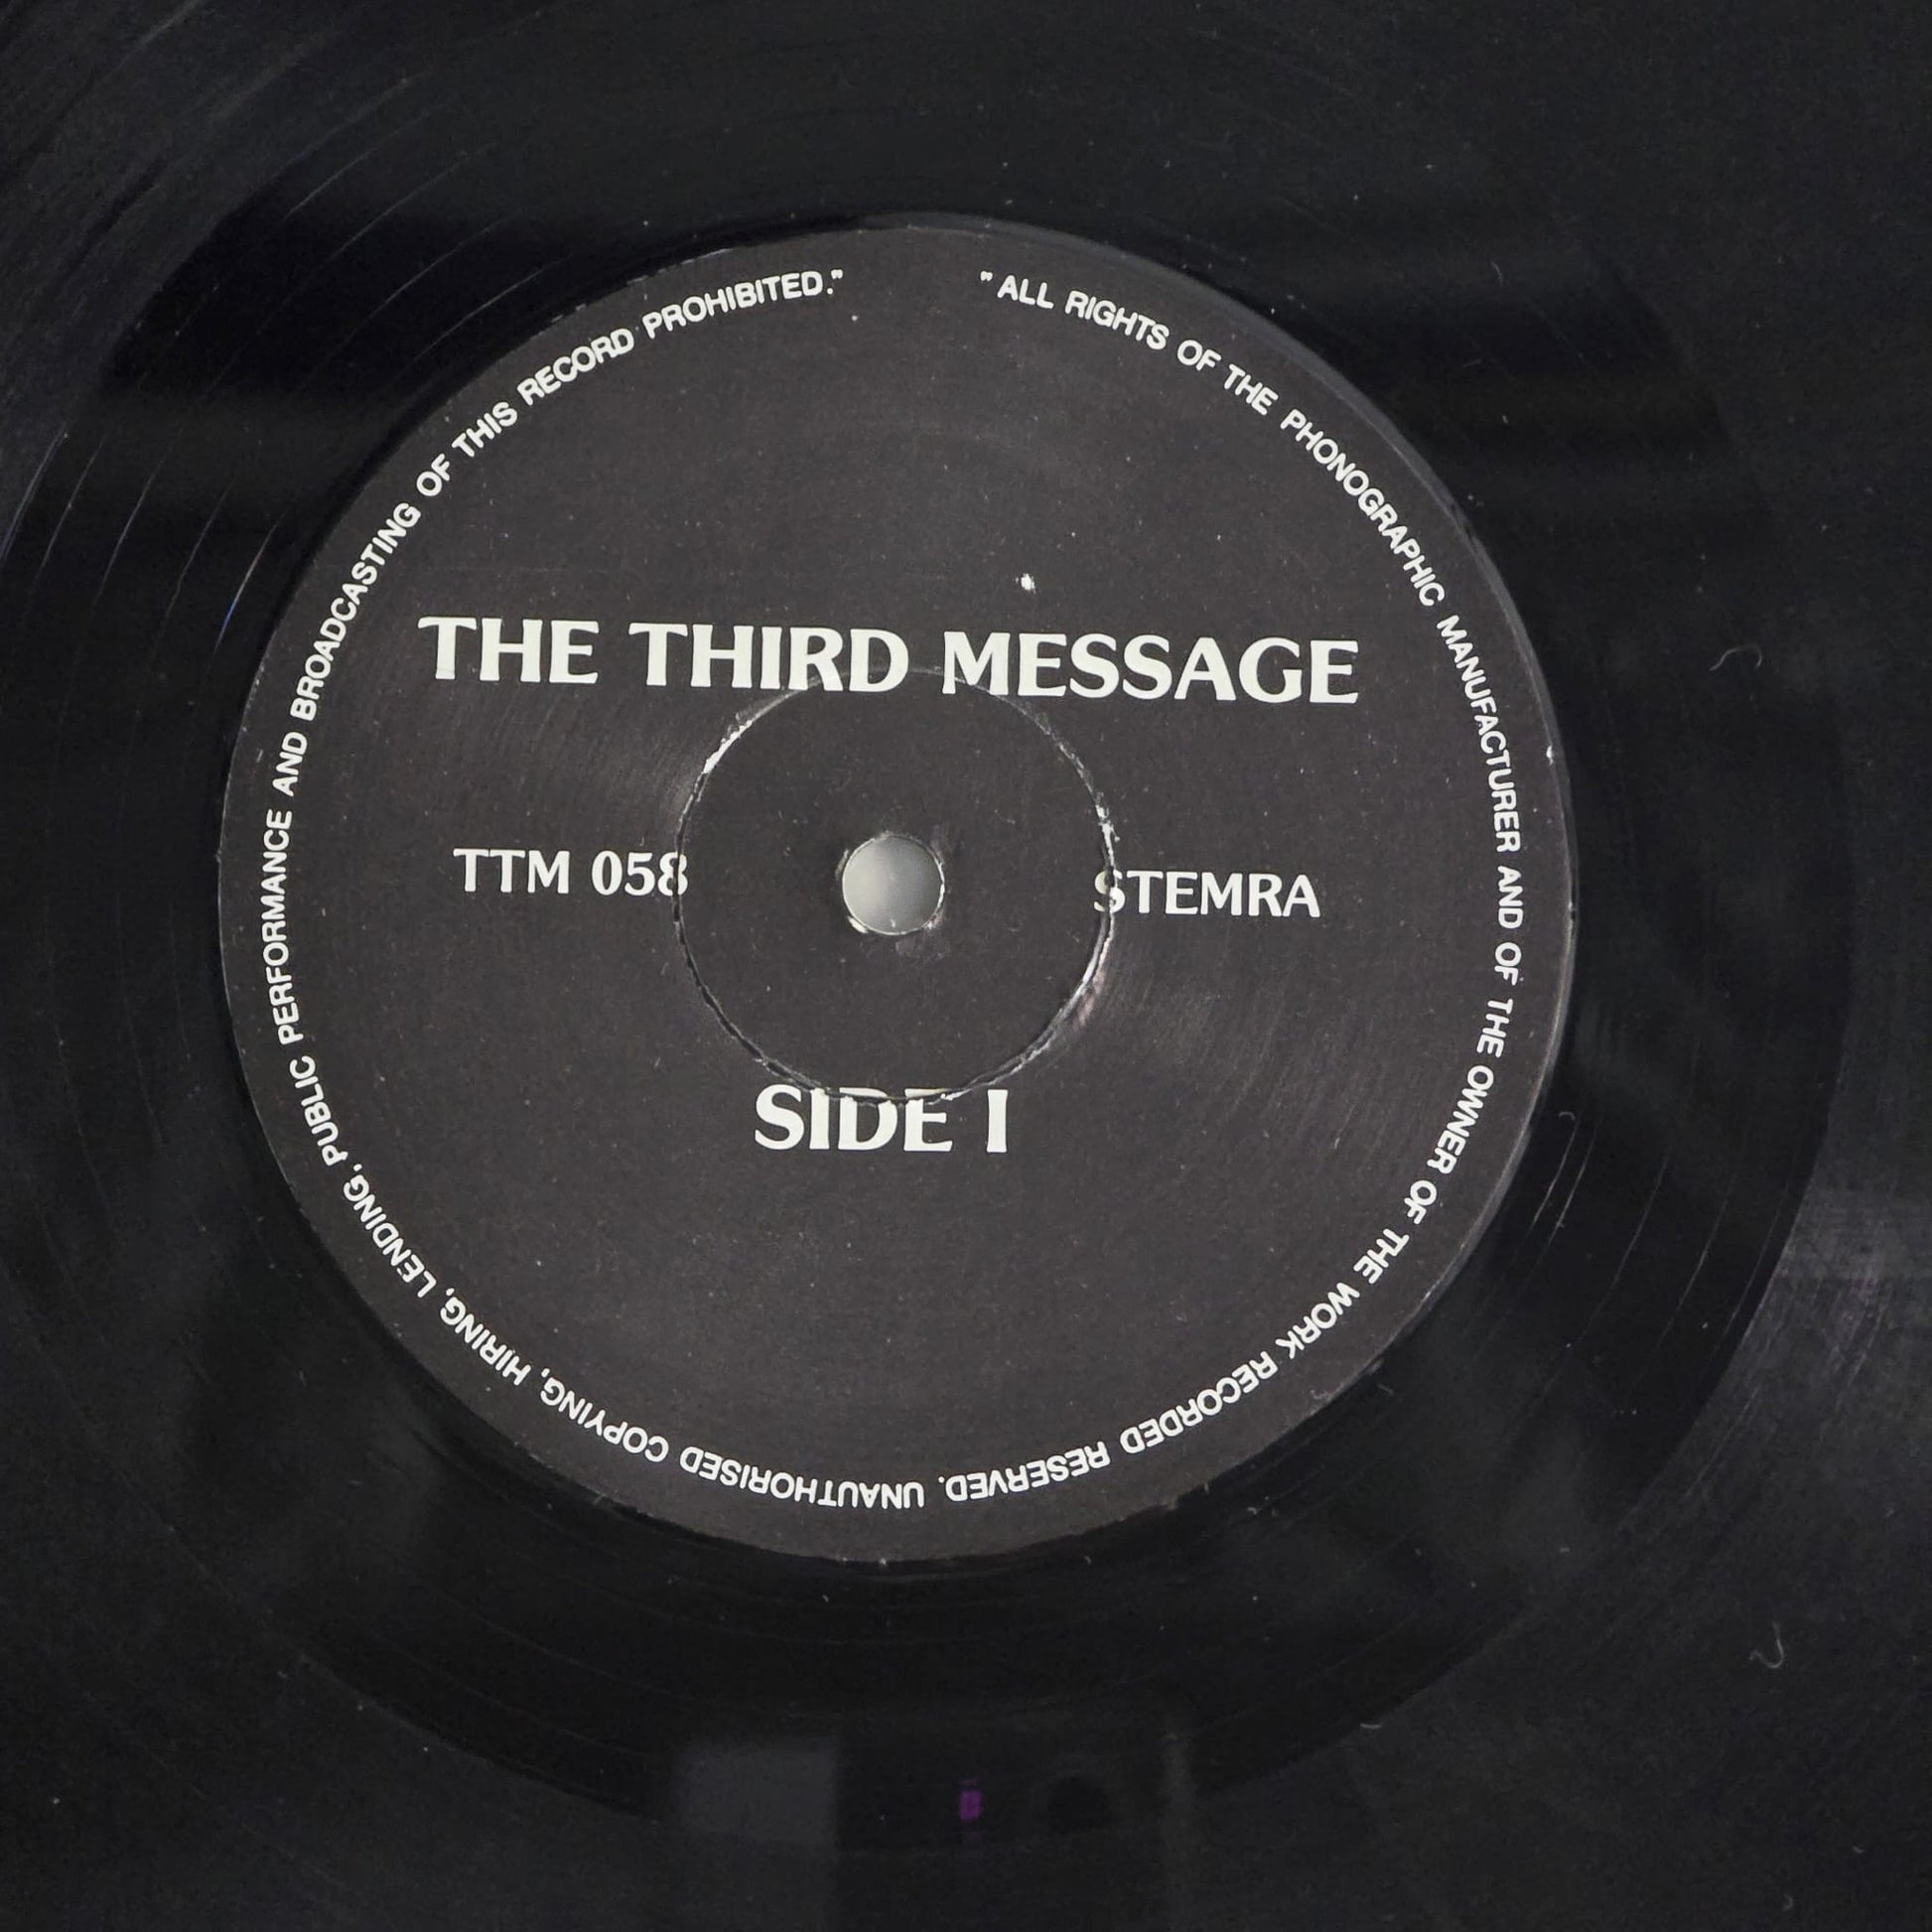 THE THIRD MESSAGE
TTM 058
STEMRA
SIDE I
"ALL RIGHTS OF THE PHONOGRAPHIC MANUFACTURER AND OF THE OWNER OF THE WORK RECORDED RESERVED. UNAUTHORISED COPYING, HIRING, LENDING, PUBLIC PERFORMANCE AND BROADCASTING OF THIS RECORD PROHIBITED."